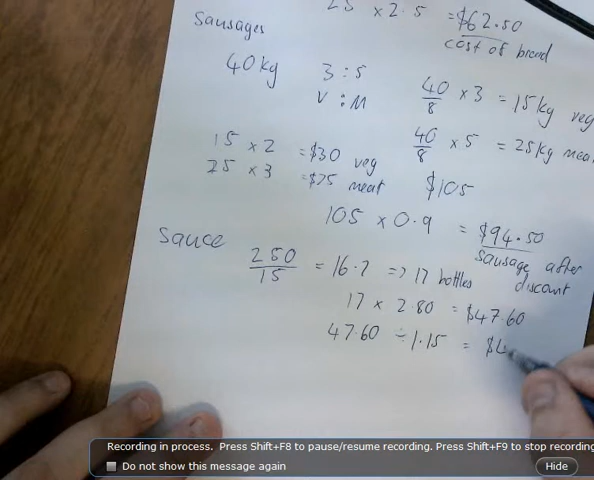 25 × 2.5 = $62.50
cost of bread
Sausages
40kg 3 : 5
V : M
40/8 × 3 = 15kg veg
40/8 × 5 = 25kg mea
15 × 2 = $30 veg
25 × 3 = $75 meat
$105
105 × 0.9 = $94.50
sausage after
discount
Sauce
250/15 = 16.7 => 17 bottles
17 × 2.80 = $47.60
47.60 ÷ 1.15 = $4
Recording in process. Press Shift+F8 to pause/resume recording. Press Shift+F9 to stop recording
Do not show this message again
Hide